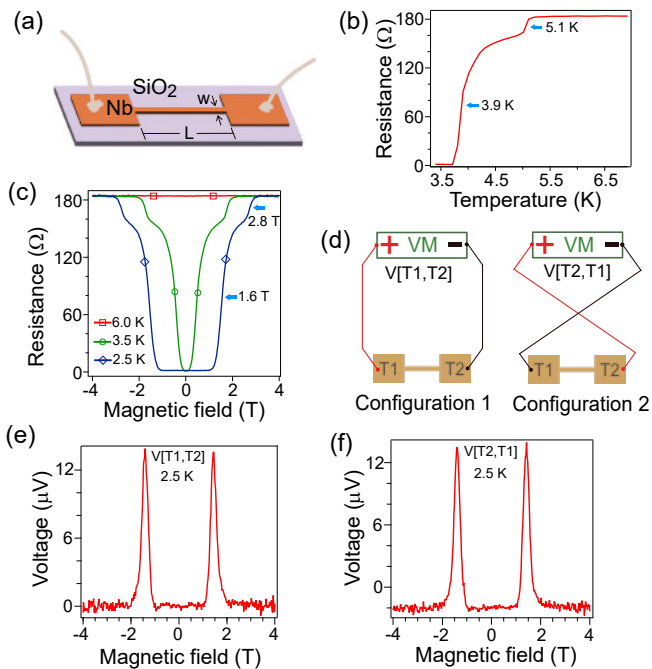 (a)
SiO2
Nb
w
L
(b)
Resistance (Ω)
180
120
60
0
5.1 K
3.9 K
3.5
4.5
5.5
6.5
Temperature (K)
(c)
Resistance (Ω)
180
120
60
0
2.8 T
1.6 T
6.0 K
3.5 K
2.5 K
-4
-2
0
2
4
Magnetic field (T)
(d)
+ VM -
V[T1,T2]
T1 T2
Configuration 1
+ VM -
V[T2,T1]
T1 T2
Configuration 2
(e)
Voltage (μV)
12
6
0
V[T1,T2]
2.5 K
-4
-2
0
2
4
Magnetic field (T)
(f)
Voltage (μV)
12
6
0
V[T2,T1]
2.5 K
-4
-2
0
2
4
Magnetic field (T)